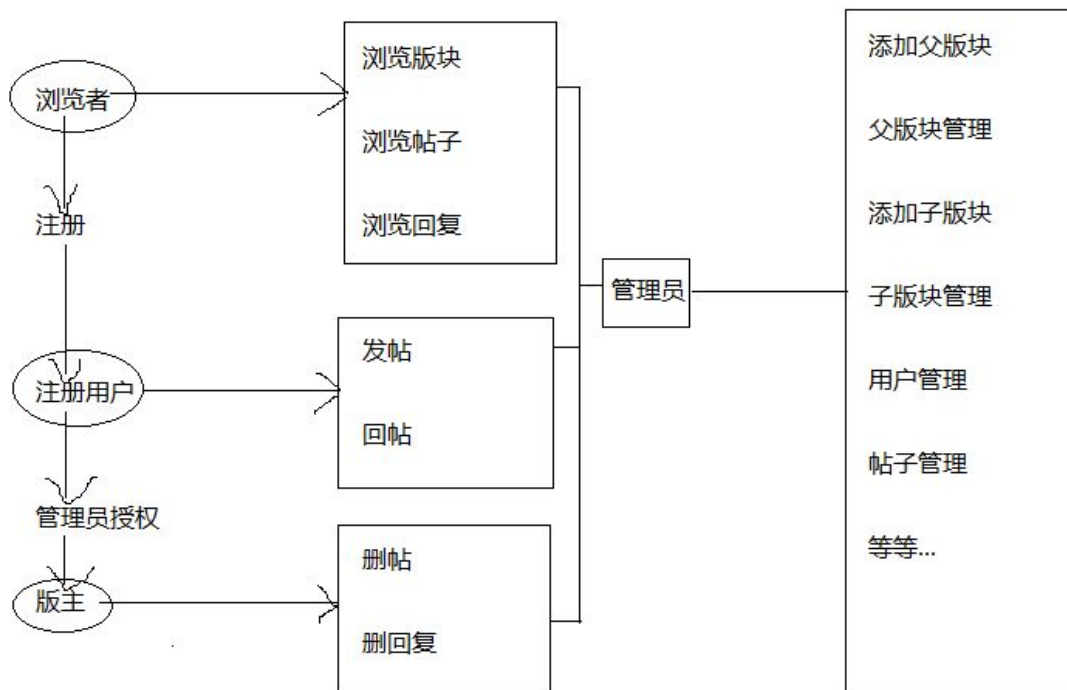 浏览者
注册
注册用户
管理员授权
版主
浏览版块
浏览帖子
浏览回复
发帖
回帖
删帖
删回复
管理员
添加父版块
父版块管理
添加子版块
子版块管理
用户管理
帖子管理
等等...